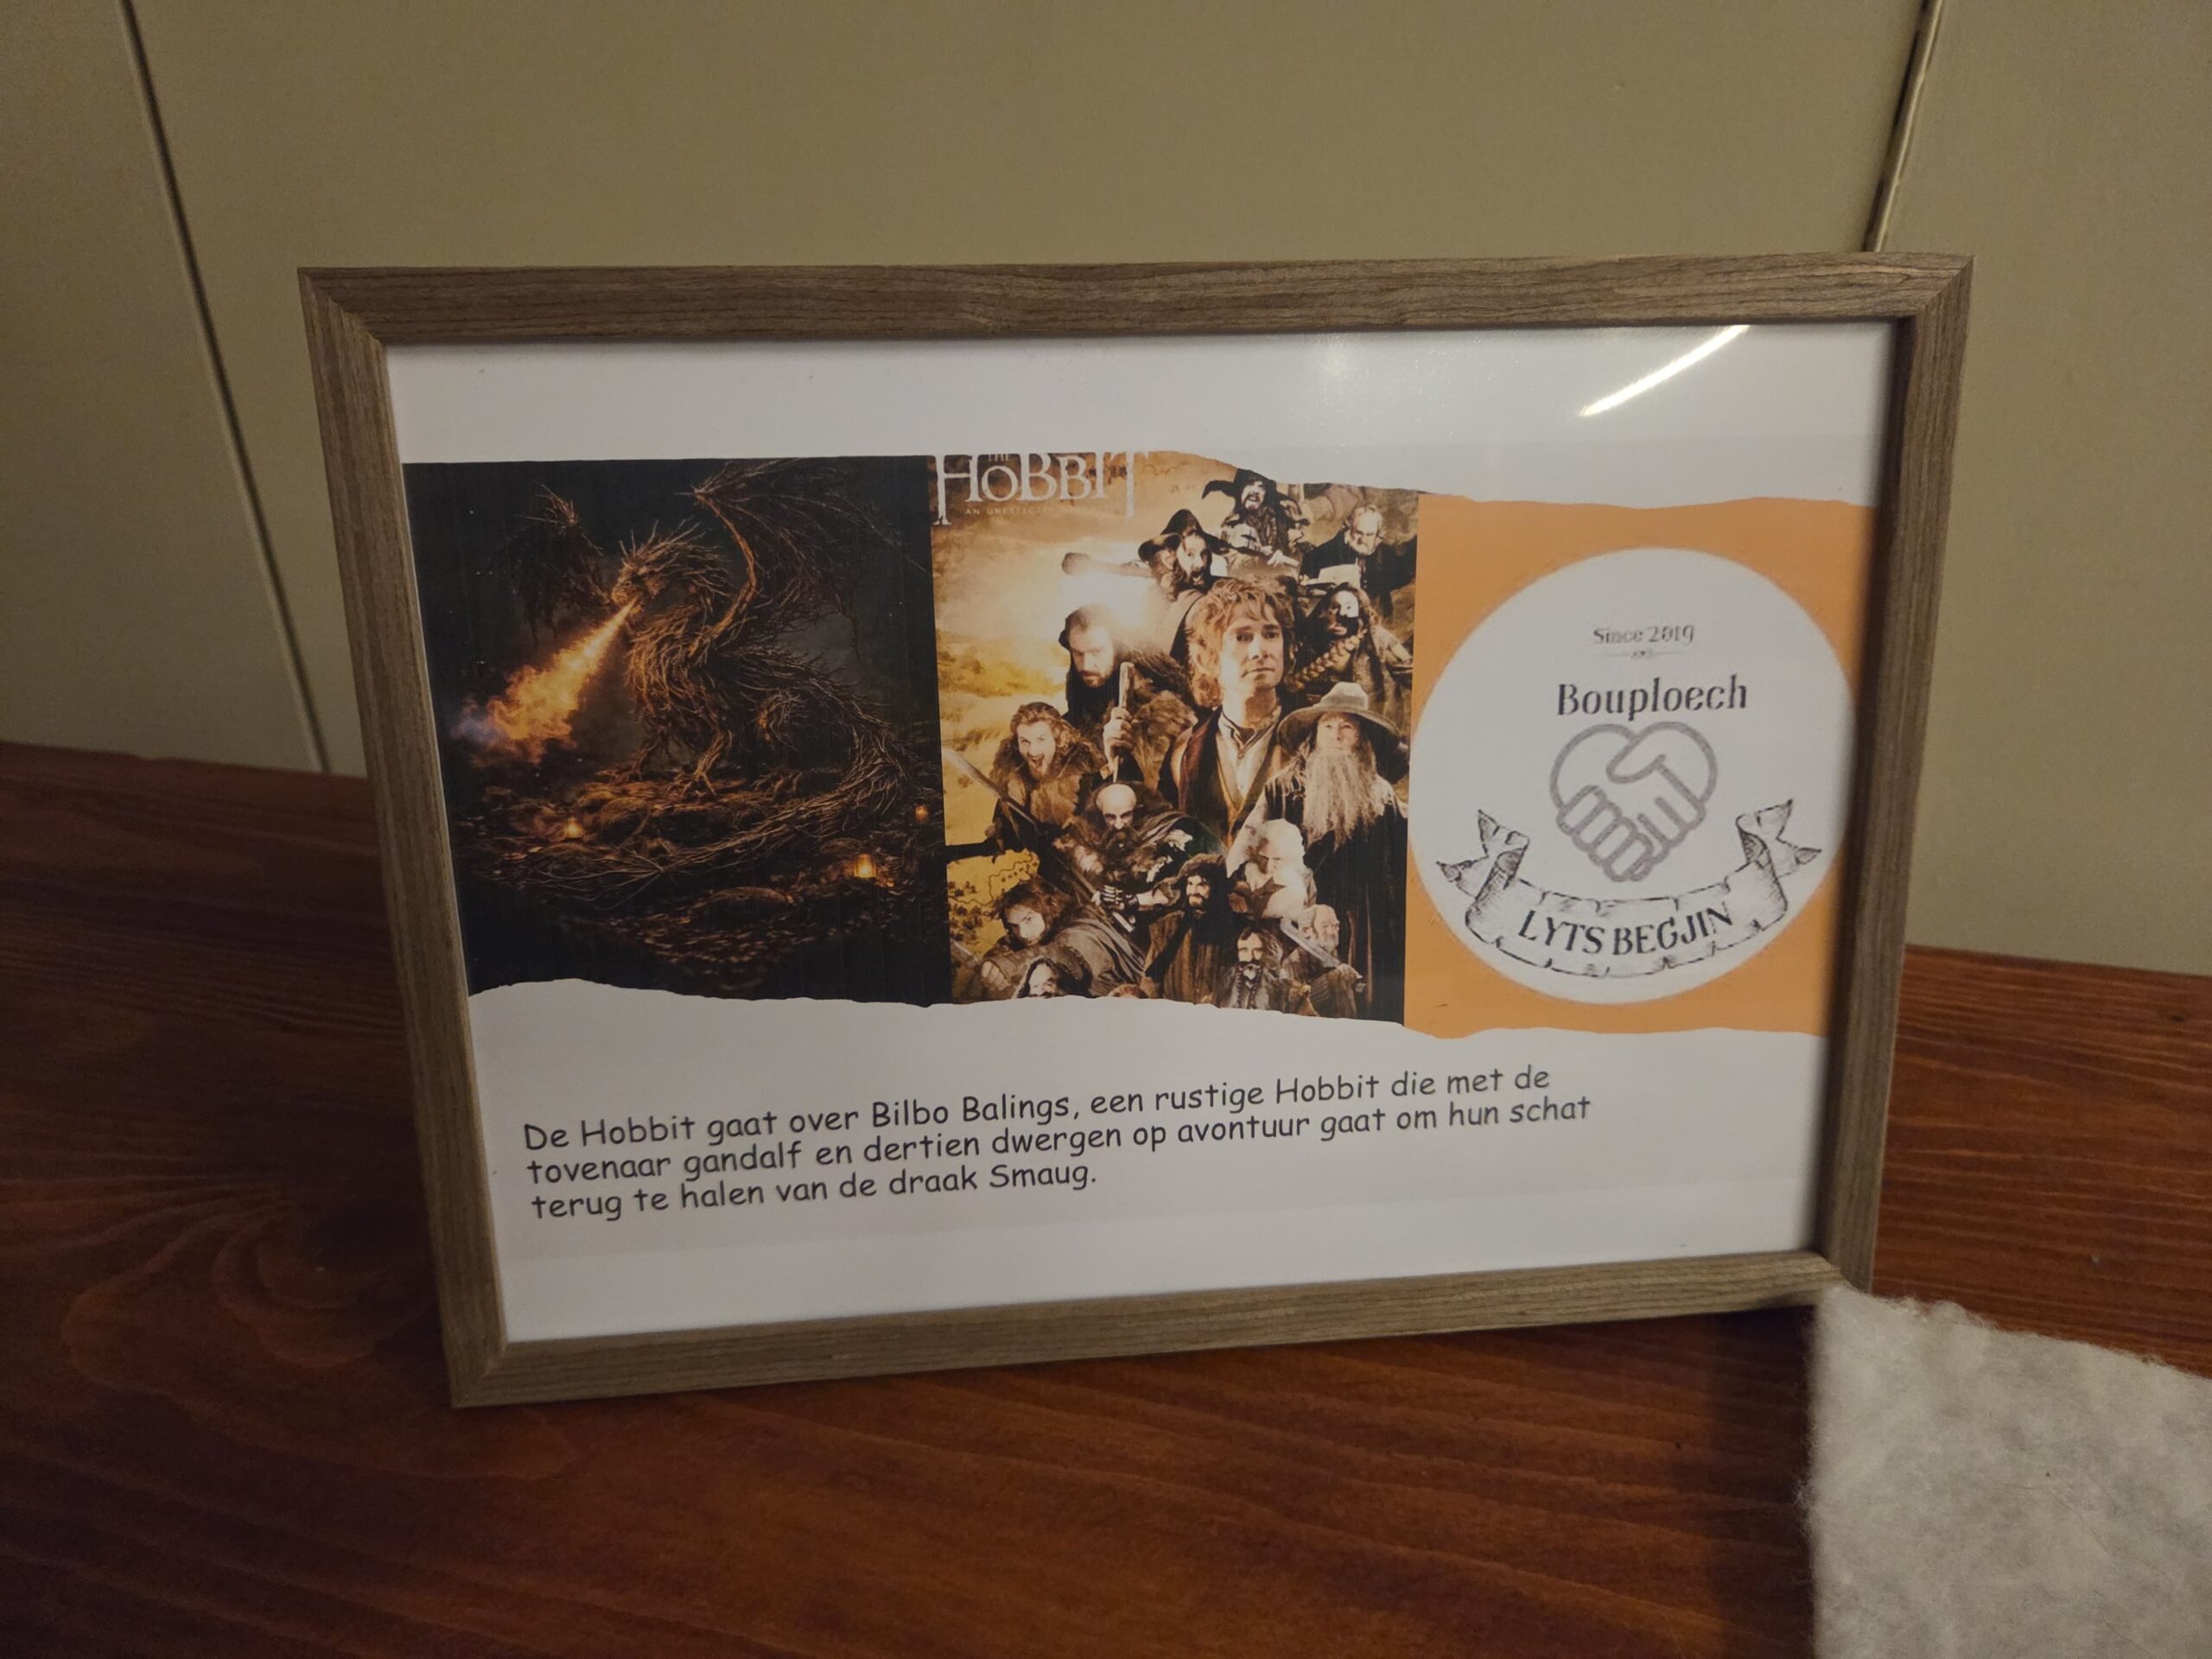 THE
HOBBIT
AN UNEXPECTED
Since 2019
Bouploech
LYTS BEGJIN
De Hobbit gaat over Bilbo Balings, een rustige Hobbit die met de
tovenaar gandalf en dertien dwergen op avontuur gaat om hun schat
terug te halen van de draak Smaug.